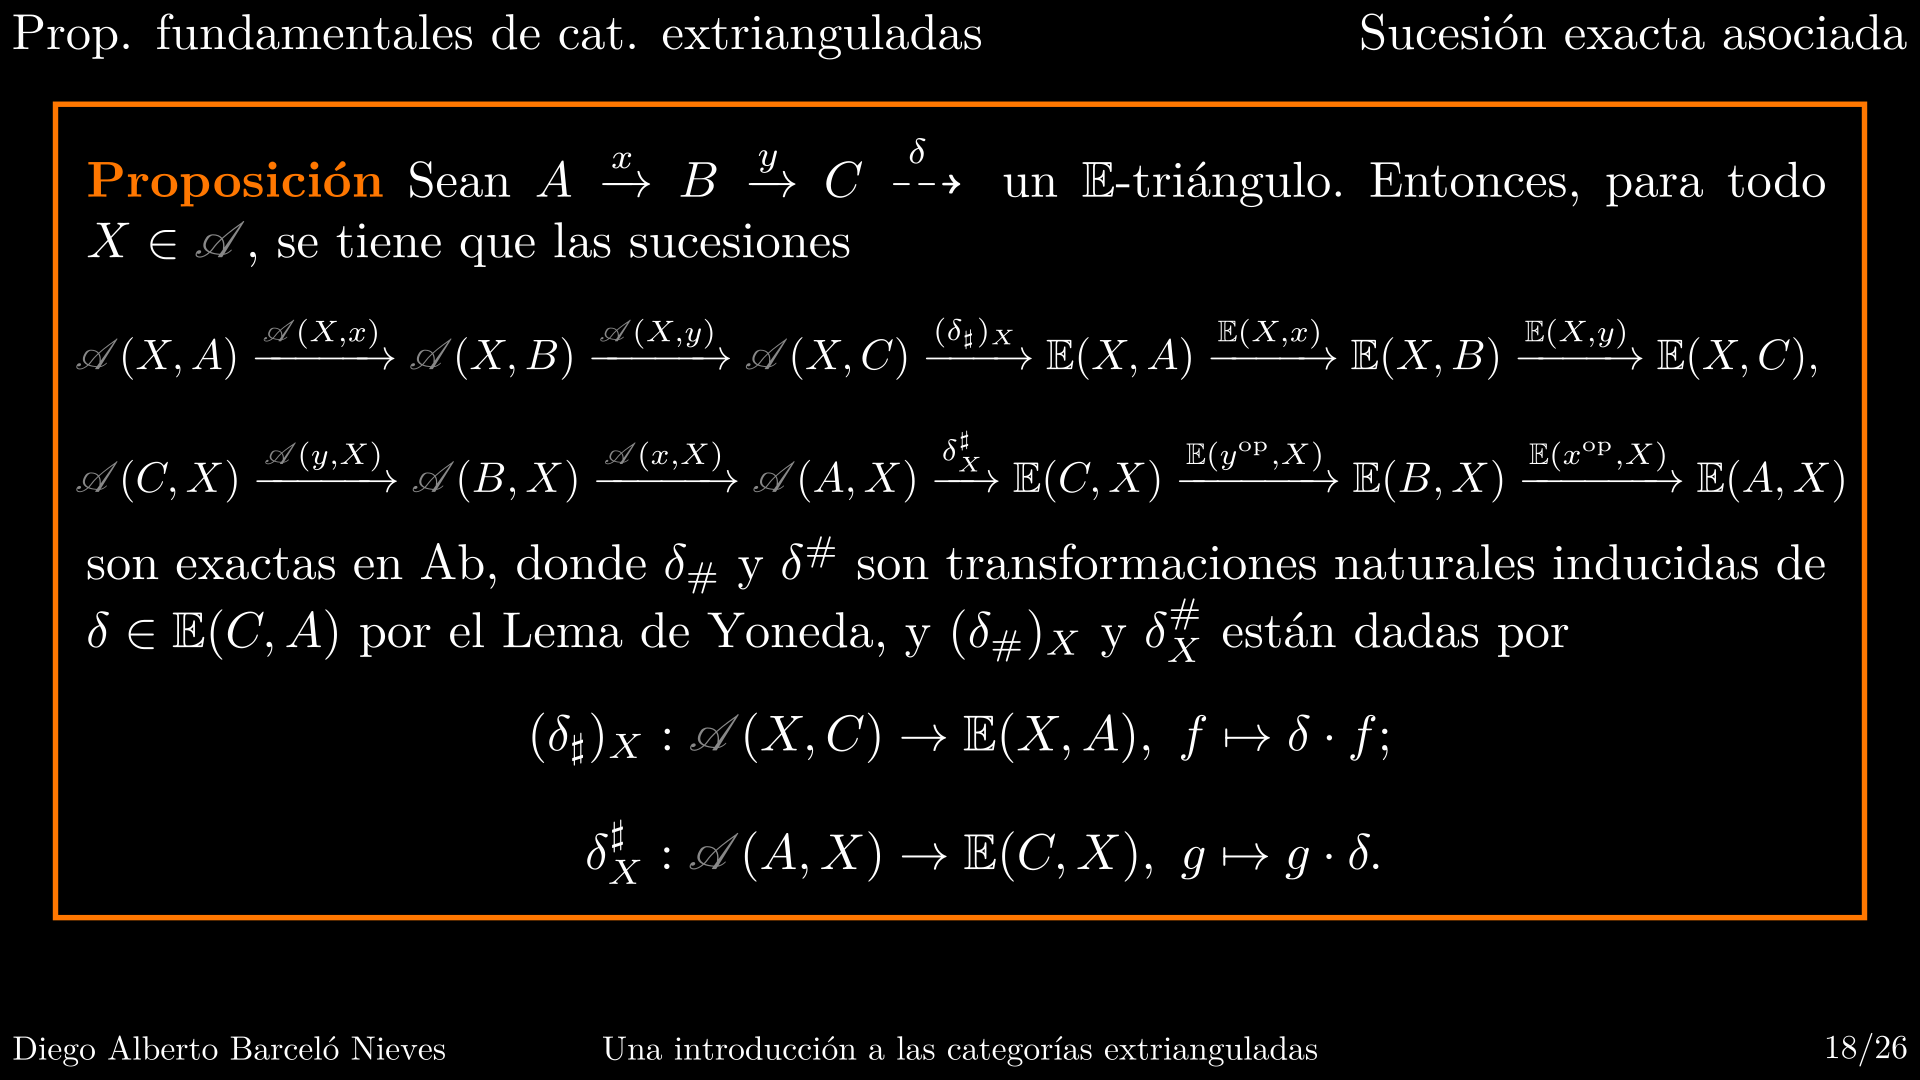 Prop. fundamentales de cat. extrianguladas Sucesión exacta asociada
Proposición Sean $A \xrightarrow{x} B \xrightarrow{y} C \overset{\delta}{\dashrightarrow}$ un $\mathbb{E}$-triángulo. Entonces, para todo
$X \in \mathscr{A}$, se tiene que las sucesiones
$\mathscr{A}(X,A) \xrightarrow{\mathscr{A}(X,x)} \mathscr{A}(X,B) \xrightarrow{\mathscr{A}(X,y)} \mathscr{A}(X,C) \xrightarrow{(\delta_\sharp)_X} \mathbb{E}(X,A) \xrightarrow{\mathbb{E}(X,x)} \mathbb{E}(X,B) \xrightarrow{\mathbb{E}(X,y)} \mathbb{E}(X,C),$
$\mathscr{A}(C,X) \xrightarrow{\mathscr{A}(y,X)} \mathscr{A}(B,X) \xrightarrow{\mathscr{A}(x,X)} \mathscr{A}(A,X) \xrightarrow{\delta^\sharp_X} \mathbb{E}(C,X) \xrightarrow{\mathbb{E}(y^{\mathrm{op}},X)} \mathbb{E}(B,X) \xrightarrow{\mathbb{E}(x^{\mathrm{op}},X)} \mathbb{E}(A,X)$
son exactas en Ab, donde $\delta_\#$ y $\delta^\#$ son transformaciones naturales inducidas de
$\delta \in \mathbb{E}(C,A)$ por el Lema de Yoneda, y $(\delta_\#)_X$ y $\delta^\#_X$ están dadas por
$(\delta_\sharp)_X : \mathscr{A}(X,C) \to \mathbb{E}(X,A),\ f \mapsto \delta \cdot f;$
$\delta^\sharp_X : \mathscr{A}(A,X) \to \mathbb{E}(C,X),\ g \mapsto g \cdot \delta.$
Diego Alberto Barceló Nieves Una introducción a las categorías extrianguladas 18/26